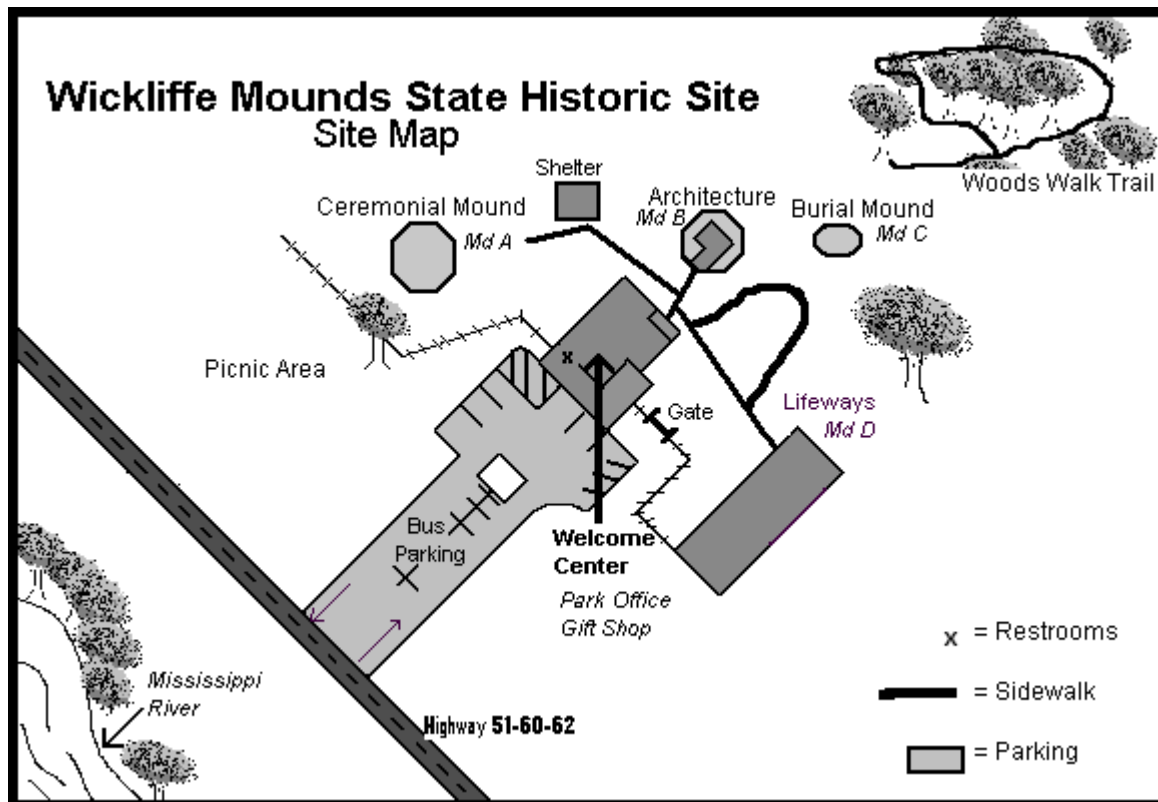 Wickliffe Mounds State Historic Site
Site Map
Woods Walk Trail
Shelter
Ceremonial Mound
Md A
Architecture
Md B
Burial Mound
Md C
Picnic Area
x
Gate
Lifeways
Md D
Bus
Parking
Welcome
Center
Park Office
Gift Shop
Mississippi
River
Highway 51-60-62
x = Restrooms
= Sidewalk
= Parking